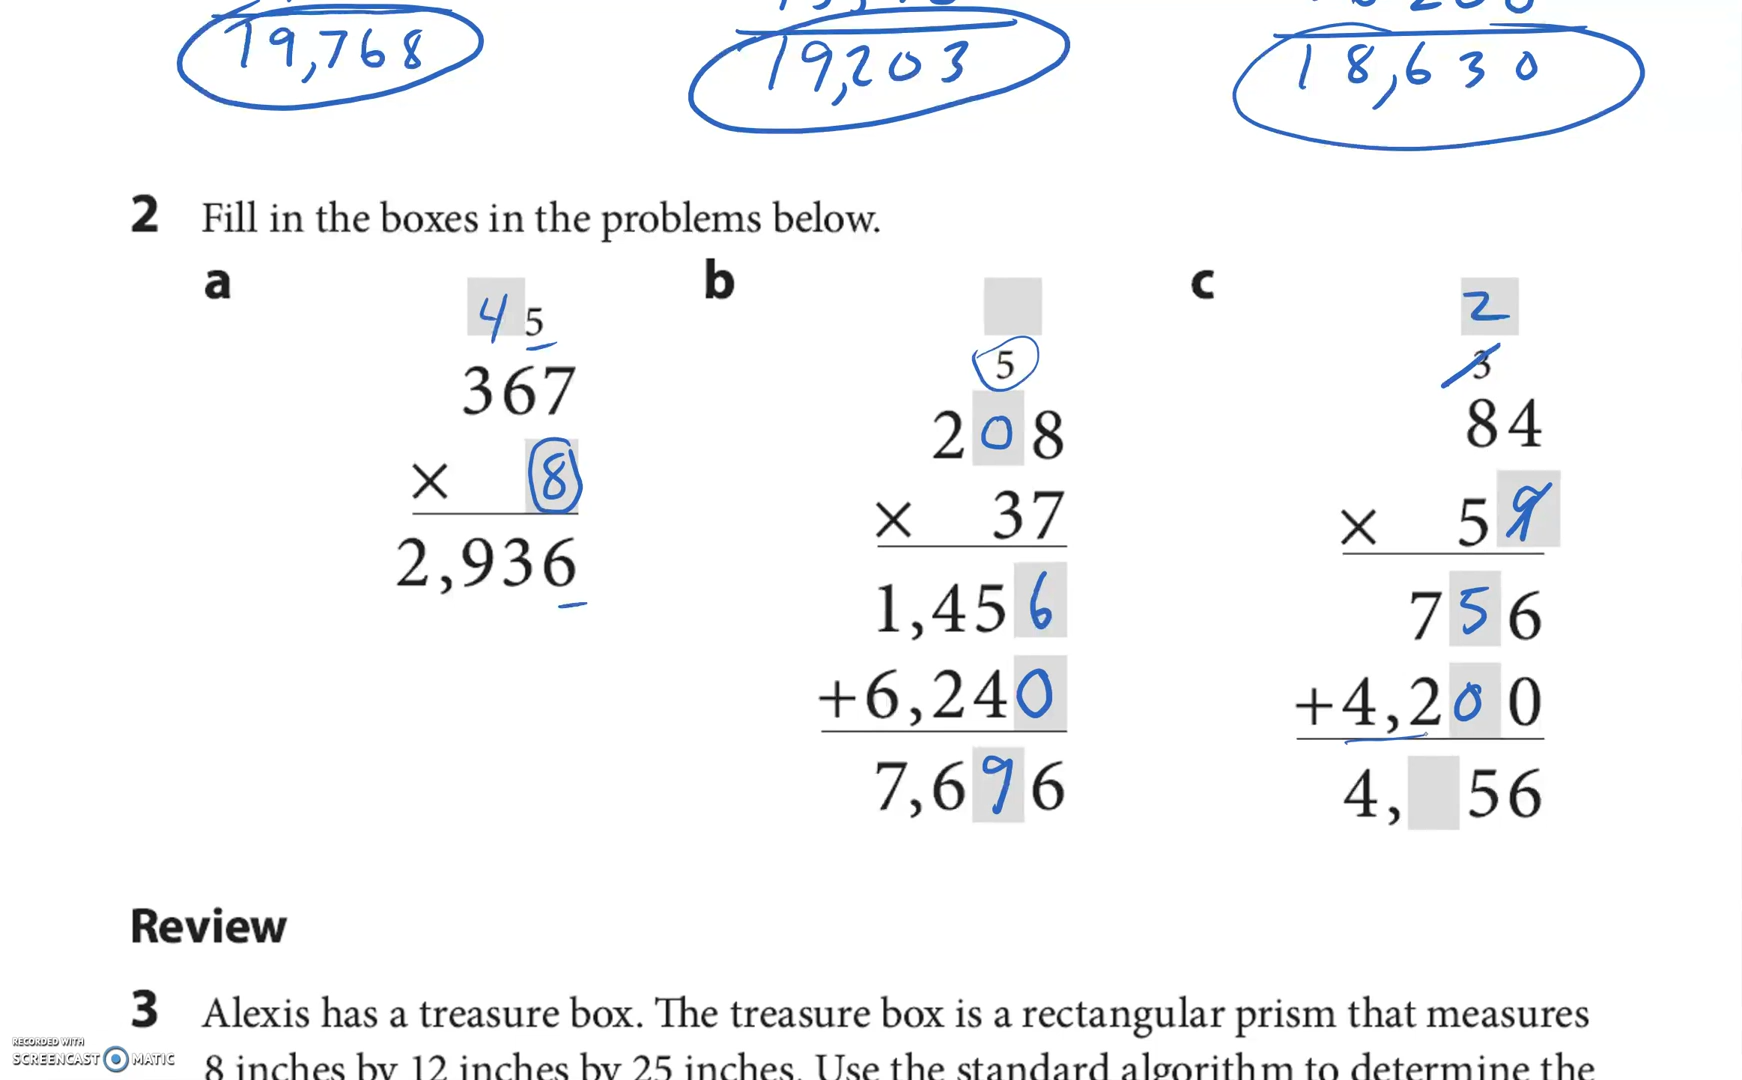 19,768 19,203 18,630
2 Fill in the boxes in the problems below.
a b c
4 5
367
× 8
2,936
5
208
× 37
1,456
+6,240
7,696
2
3
84
× 59
756
+4,200
4, 56
Review
3 Alexis has a treasure box. The treasure box is a rectangular prism that measures
8 inches by 12 inches by 25 inches. Use the standard algorithm to determine the
RECORDED WITH
SCREENCAST MATIC